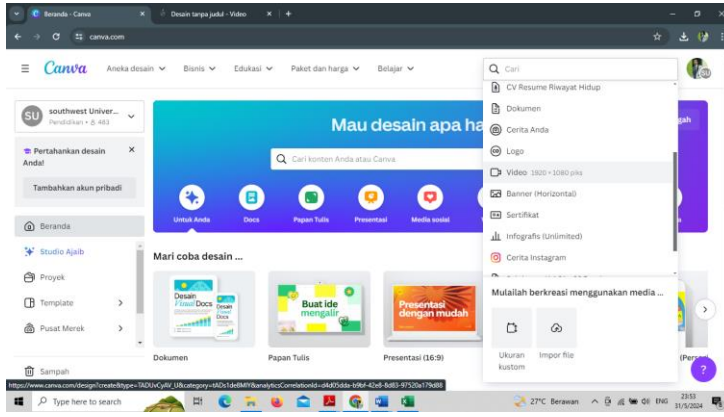 Beranda - Canva
Desain tanpa judul - Video
canva.com
Canva
Aneka desain
Bisnis
Edukasi
Paket dan harga
Belajar
Cari
SU
southwest Univer...
Pendidikan • 483
Pertahankan desain Anda!
Tambahkan akun pribadi
Beranda
Studio Ajaib
Proyek
Template
Pusat Merek
Sampah
Mau desain apa ha
gah
Cari konten Anda atau Canva
Untuk Anda
Docs
Papan Tulis
Presentasi
Media sosial
Mari coba desain ...
Desain Visual Docs
Buat ide mengalir
Presentasi dengan mudah
Dokumen
Papan Tulis
Presentasi (16:9)
(Per
CV Resume Riwayat Hidup
Dokumen
Cerita Anda
Logo
Video 1920 × 1080 piks
Banner (Horizontal)
Sertifikat
Infografis (Unlimited)
Cerita Instagram
Mulailah berkreasi menggunakan media ...
Ukuran kustom
Impor file
?
Type here to search
27°C Berawan
ENG
23:53
31/5/2024